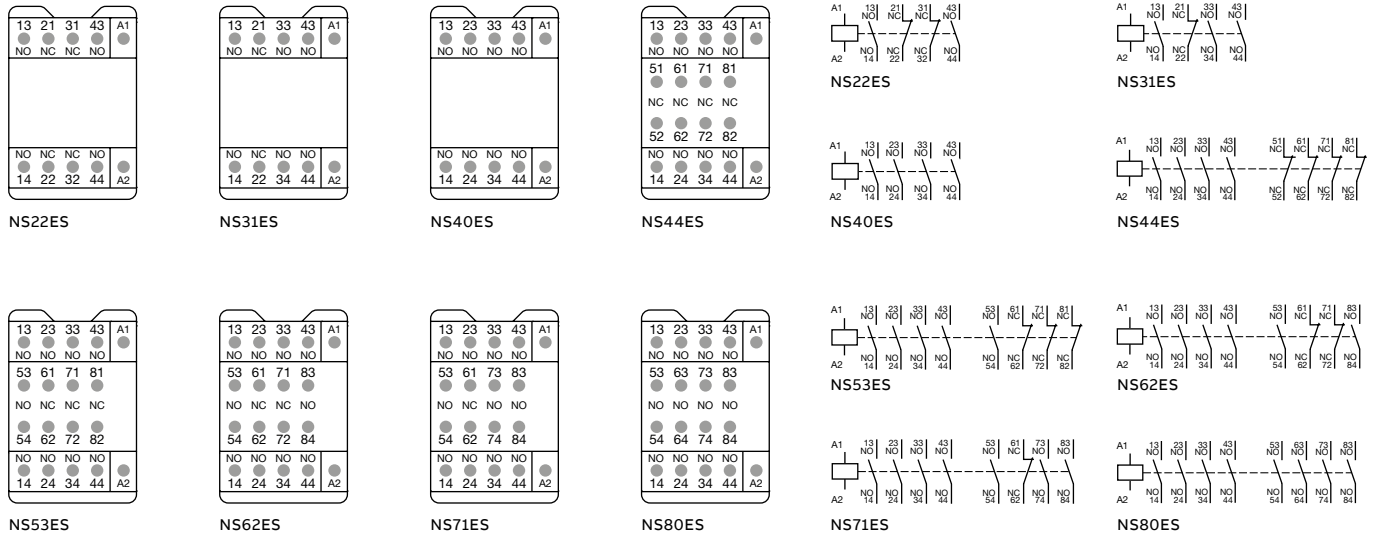 13 21 31 43 A1
NO NC NC NO
NO NC NC NO
14 22 32 44 A2
NS22ES
13 21 33 43 A1
NO NC NO NO
NO NC NO NO
14 22 34 44 A2
NS31ES
13 23 33 43 A1
NO NO NO NO
NO NO NO NO
14 24 34 44 A2
NS40ES
13 23 33 43 A1
NO NO NO NO
51 61 71 81
NC NC NC NC
52 62 72 82
NO NO NO NO
14 24 34 44 A2
NS44ES
A1 13 21 31 43
NO NC NC NO
NO NC NC NO
A2 14 22 32 44
NS22ES
A1 13 21 33 43
NO NC NO NO
NO NC NO NO
A2 14 22 34 44
NS31ES
A1 13 23 33 43
NO NO NO NO
NO NO NO NO
A2 14 24 34 44
NS40ES
A1 13 23 33 43 51 61 71 81
NO NO NO NO NC NC NC NC
NO NO NO NO NC NC NC NC
A2 14 24 34 44 52 62 72 82
NS44ES
13 23 33 43 A1
NO NO NO NO
53 61 71 81
NO NC NC NC
54 62 72 82
NO NO NO NO
14 24 34 44 A2
NS53ES
13 23 33 43 A1
NO NO NO NO
53 61 71 83
NO NC NC NO
54 62 72 84
NO NO NO NO
14 24 34 44 A2
NS62ES
13 23 33 43 A1
NO NO NO NO
53 61 73 83
NO NC NO NO
54 62 74 84
NO NO NO NO
14 24 34 44 A2
NS71ES
13 23 33 43 A1
NO NO NO NO
53 63 73 83
NO NO NO NO
54 64 74 84
NO NO NO NO
14 24 34 44 A2
NS80ES
A1 13 23 33 43 53 61 71 81
NO NO NO NO NO NC NC NC
NO NO NO NO NO NC NC NC
A2 14 24 34 44 54 62 72 82
NS53ES
A1 13 23 33 43 53 61 71 83
NO NO NO NO NO NC NC NO
NO NO NO NO NO NC NC NO
A2 14 24 34 44 54 62 72 84
NS62ES
A1 13 23 33 43 53 61 73 83
NO NO NO NO NO NC NO NO
NO NO NO NO NO NC NO NO
A2 14 24 34 44 54 62 74 84
NS71ES
A1 13 23 33 43 53 63 73 83
NO NO NO NO NO NO NO NO
NO NO NO NO NO NO NO NO
A2 14 24 34 44 54 64 74 84
NS80ES